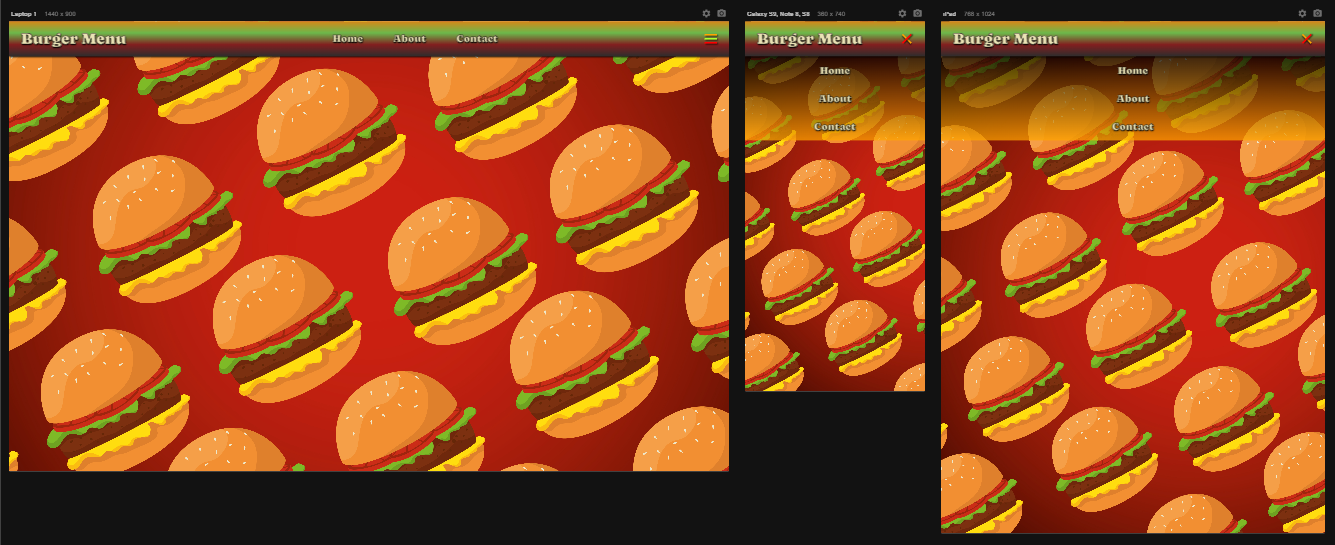 Laptop 1 1440 x 900
Burger Menu Home About Contact
Galaxy S9, Note 8, S8 360 x 740
Burger Menu
Home
About
Contact
iPad 768 x 1024
Burger Menu
Home
About
Contact